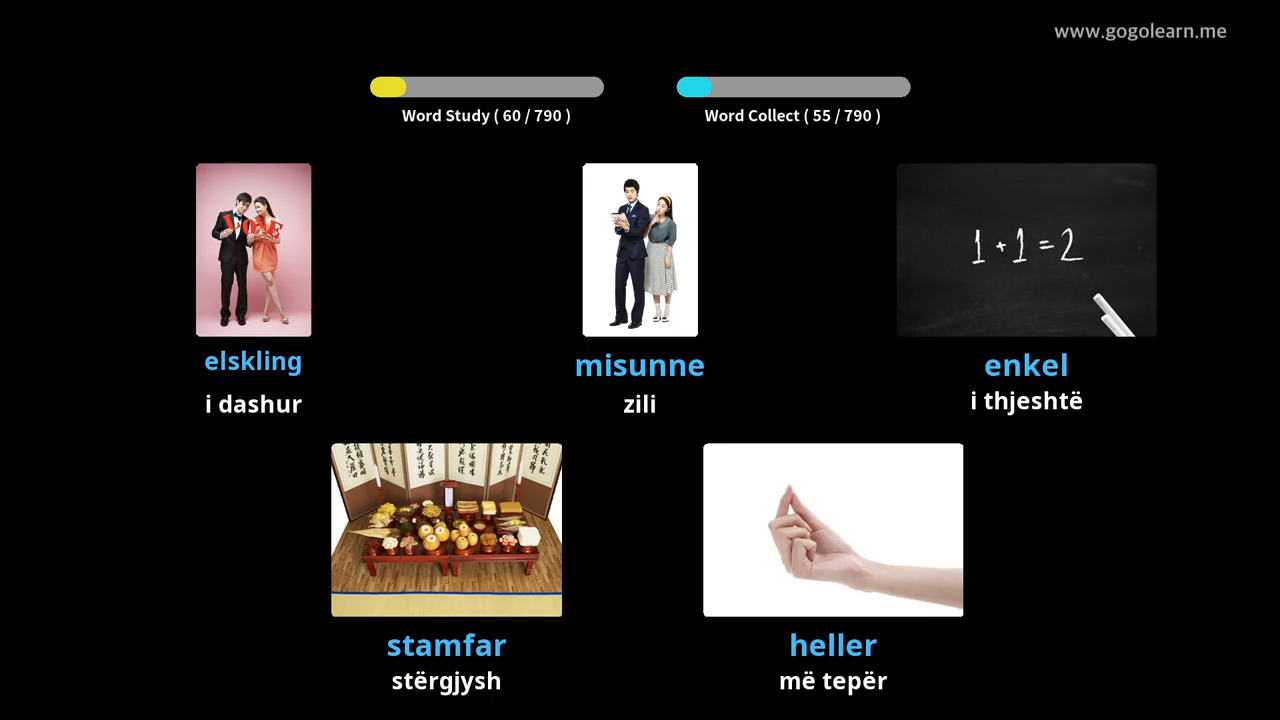 www.gogolearn.me
Word Study ( 60 / 790 )
Word Collect ( 55 / 790 )
1 + 1 = 2
elskling
i dashur
misunne
zili
enkel
i thjeshtë
stamfar
stërgjysh
heller
më tepër